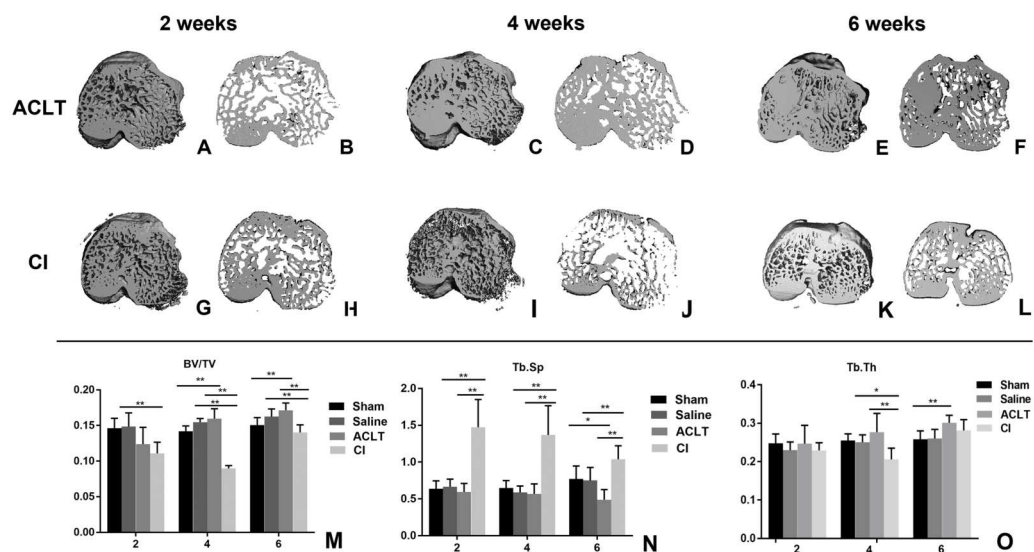 2 weeks 4 weeks 6 weeks
ACLT
A B C D E F
CI
G H I J K L
BV/TV
** ** ** ** ** ** **
0.20
0.15
0.10
0.05
0.00
2 4 6
Sham
Saline
ACLT
CI
M
Tb.Sp
** ** ** ** ** * **
2.0
1.5
1.0
0.5
0.0
2 4 6
Sham
Saline
ACLT
CI
N
Tb.Th
* ** **
0.4
0.3
0.2
0.1
0.0
2 4 6
Sham
Saline
ACLT
CI
O